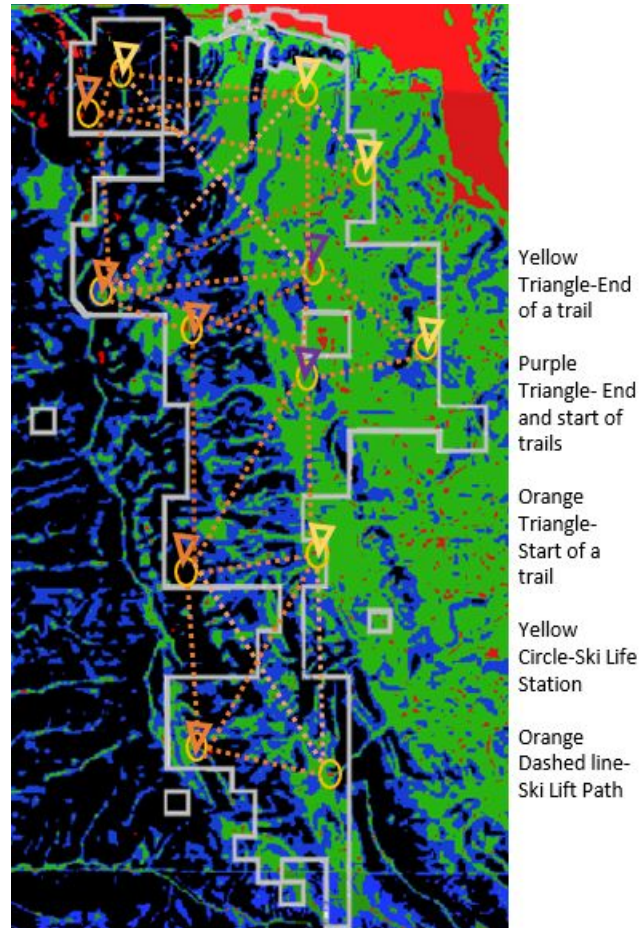 Yellow
Triangle-End
of a trail
Purple
Triangle- End
and start of
trails
Orange
Triangle-
Start of a
trail
Yellow
Circle-Ski Life
Station
Orange
Dashed line-
Ski Lift Path